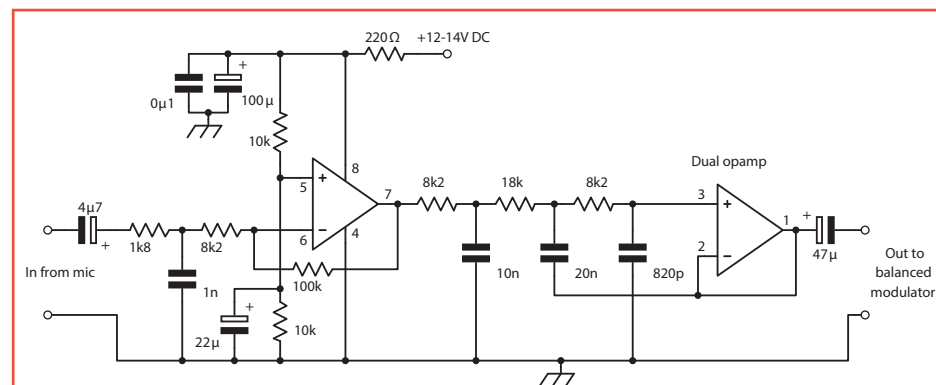 220Ω
+12-14V DC
+
0µ1
100µ
10k
Dual opamp
8
5
+
7
8k2
18k
8k2
3
+
4µ7
+
1k8
8k2
6
–
4
1
+
2
–
47µ
In from mic
1n
100k
10n
20n
820p
Out to
balanced
modulator
+
22µ
10k